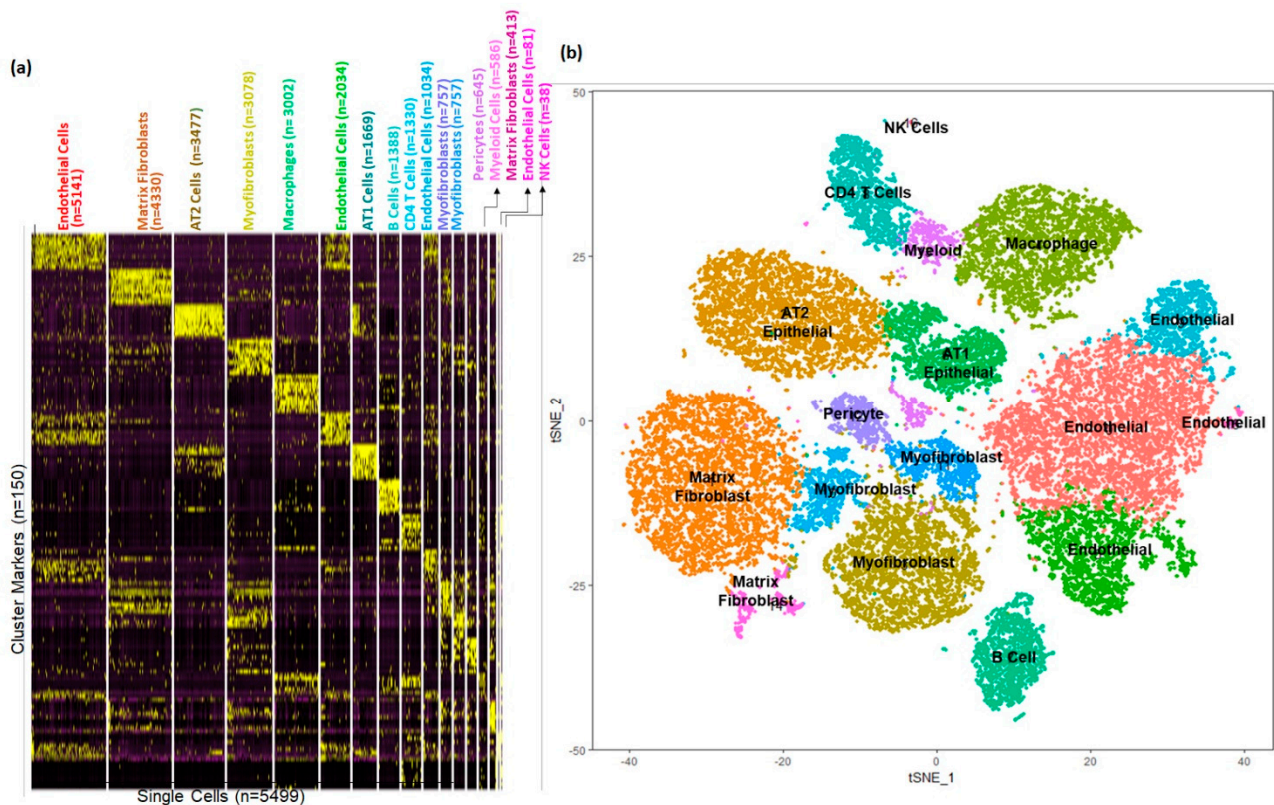 (a)
Endothelial Cells
(n=5141)
Matrix Fibroblasts
(n=4330)
AT2 Cells (n=3477)
Myofibroblasts (n=3078)
Macrophages (n= 3002)
Endothelial Cells (n=2034)
AT1 Cells (n=1669)
B Cells (n=1388)
CD4 T Cells (n=1330)
Endothelial Cells (n=1034)
Myofibroblasts (n=757)
Myofibroblasts (n=757)
Pericytes (n=645)
Myeloid Cells (n=586)
Matrix Fibroblasts (n=413)
Endothelial Cells (n=81)
NK Cells (n=38)
Cluster Markers (n=150)
Single Cells (n=5499)
(b)
50
25
0
-25
-50
-40
-20
0
20
40
tSNE_2
tSNE_1
NK Cells
CD4 T Cells
Myeloid
Macrophage
AT2
Epithelial
Endothelial
AT1
Epithelial
Pericyte
Endothelial
Endothelial
Matrix
Fibroblast
Myofibroblast
Myofibroblast
Endothelial
Myofibroblast
Matrix
Fibroblast
14
B Cell